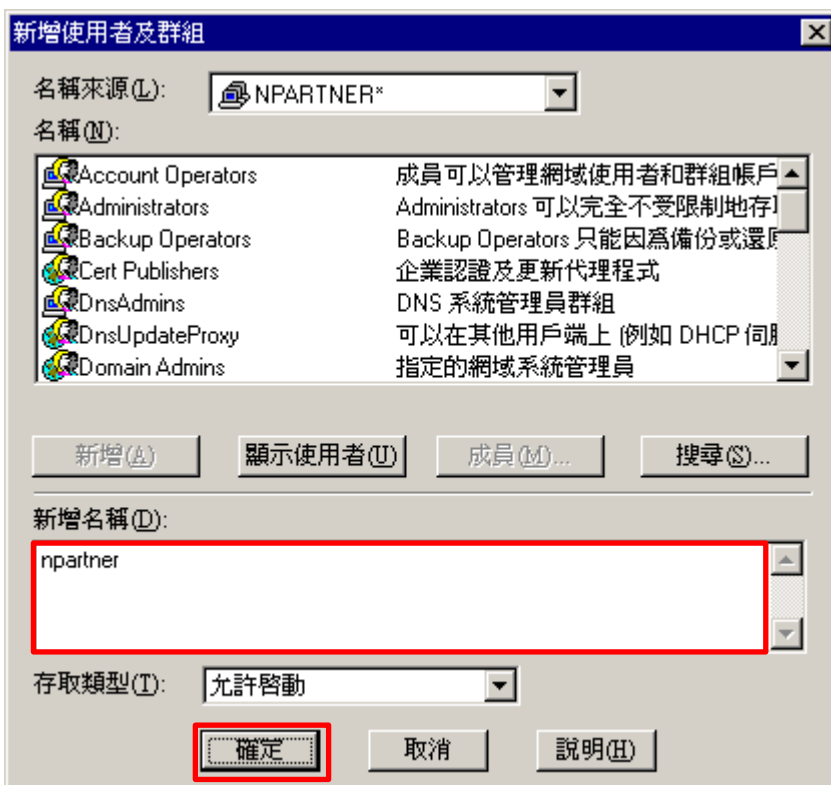 新增使用者及群組
名稱來源(L): NPARTNER*
名稱(N):
Account Operators 成員可以管理網域使用者和群組帳戶
Administrators Administrators 可以完全不受限制地存
Backup Operators Backup Operators 只能因為備份或還原
Cert Publishers 企業認證及更新代理程式
DnsAdmins DNS 系統管理員群組
DnsUpdateProxy 可以在其他用戶端上 (例如 DHCP 伺服
Domain Admins 指定的網域系統管理員
新增(A) 顯示使用者(U) 成員(M)... 搜尋(S)...
新增名稱(D):
npartner
存取類型(T): 允許啓動
確定 取消 說明(H)